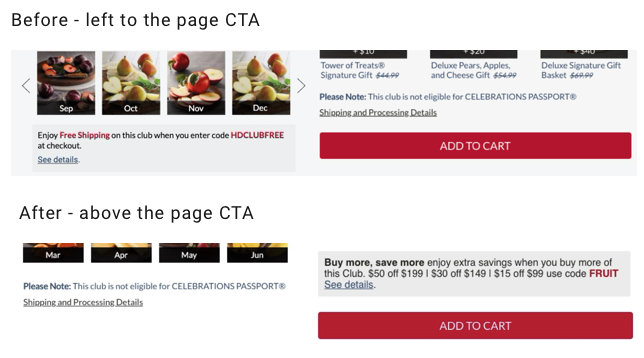 Before - left to the page CTA
+ $10
+ $20
+ $40
Sep
Oct
Nov
Dec
Tower of Treats®
Signature Gift $44.99
Deluxe Pears, Apples,
and Cheese Gift $54.99
Deluxe Signature Gift
Basket $69.99
Please Note: This club is not eligible for CELEBRATIONS PASSPORT®
Shipping and Processing Details
Enjoy Free Shipping on this club when you enter code HDCLUBFREE
at checkout.
See details.
ADD TO CART
After - above the page CTA
Mar
Apr
May
Jun
Please Note: This club is not eligible for CELEBRATIONS PASSPORT®
Shipping and Processing Details
Buy more, save more enjoy extra savings when you buy more of
this Club. $50 off $199 I $30 off $149 I $15 off $99 use code FRUIT
See details.
ADD TO CART